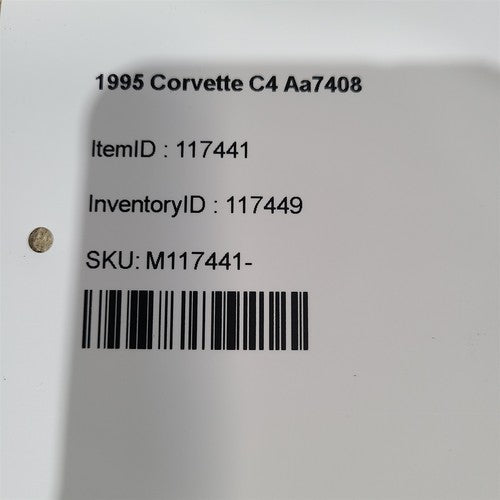 1995 Corvette C4 Aa7408
ItemID : 117441
InventoryID : 117449
SKU: M117441-